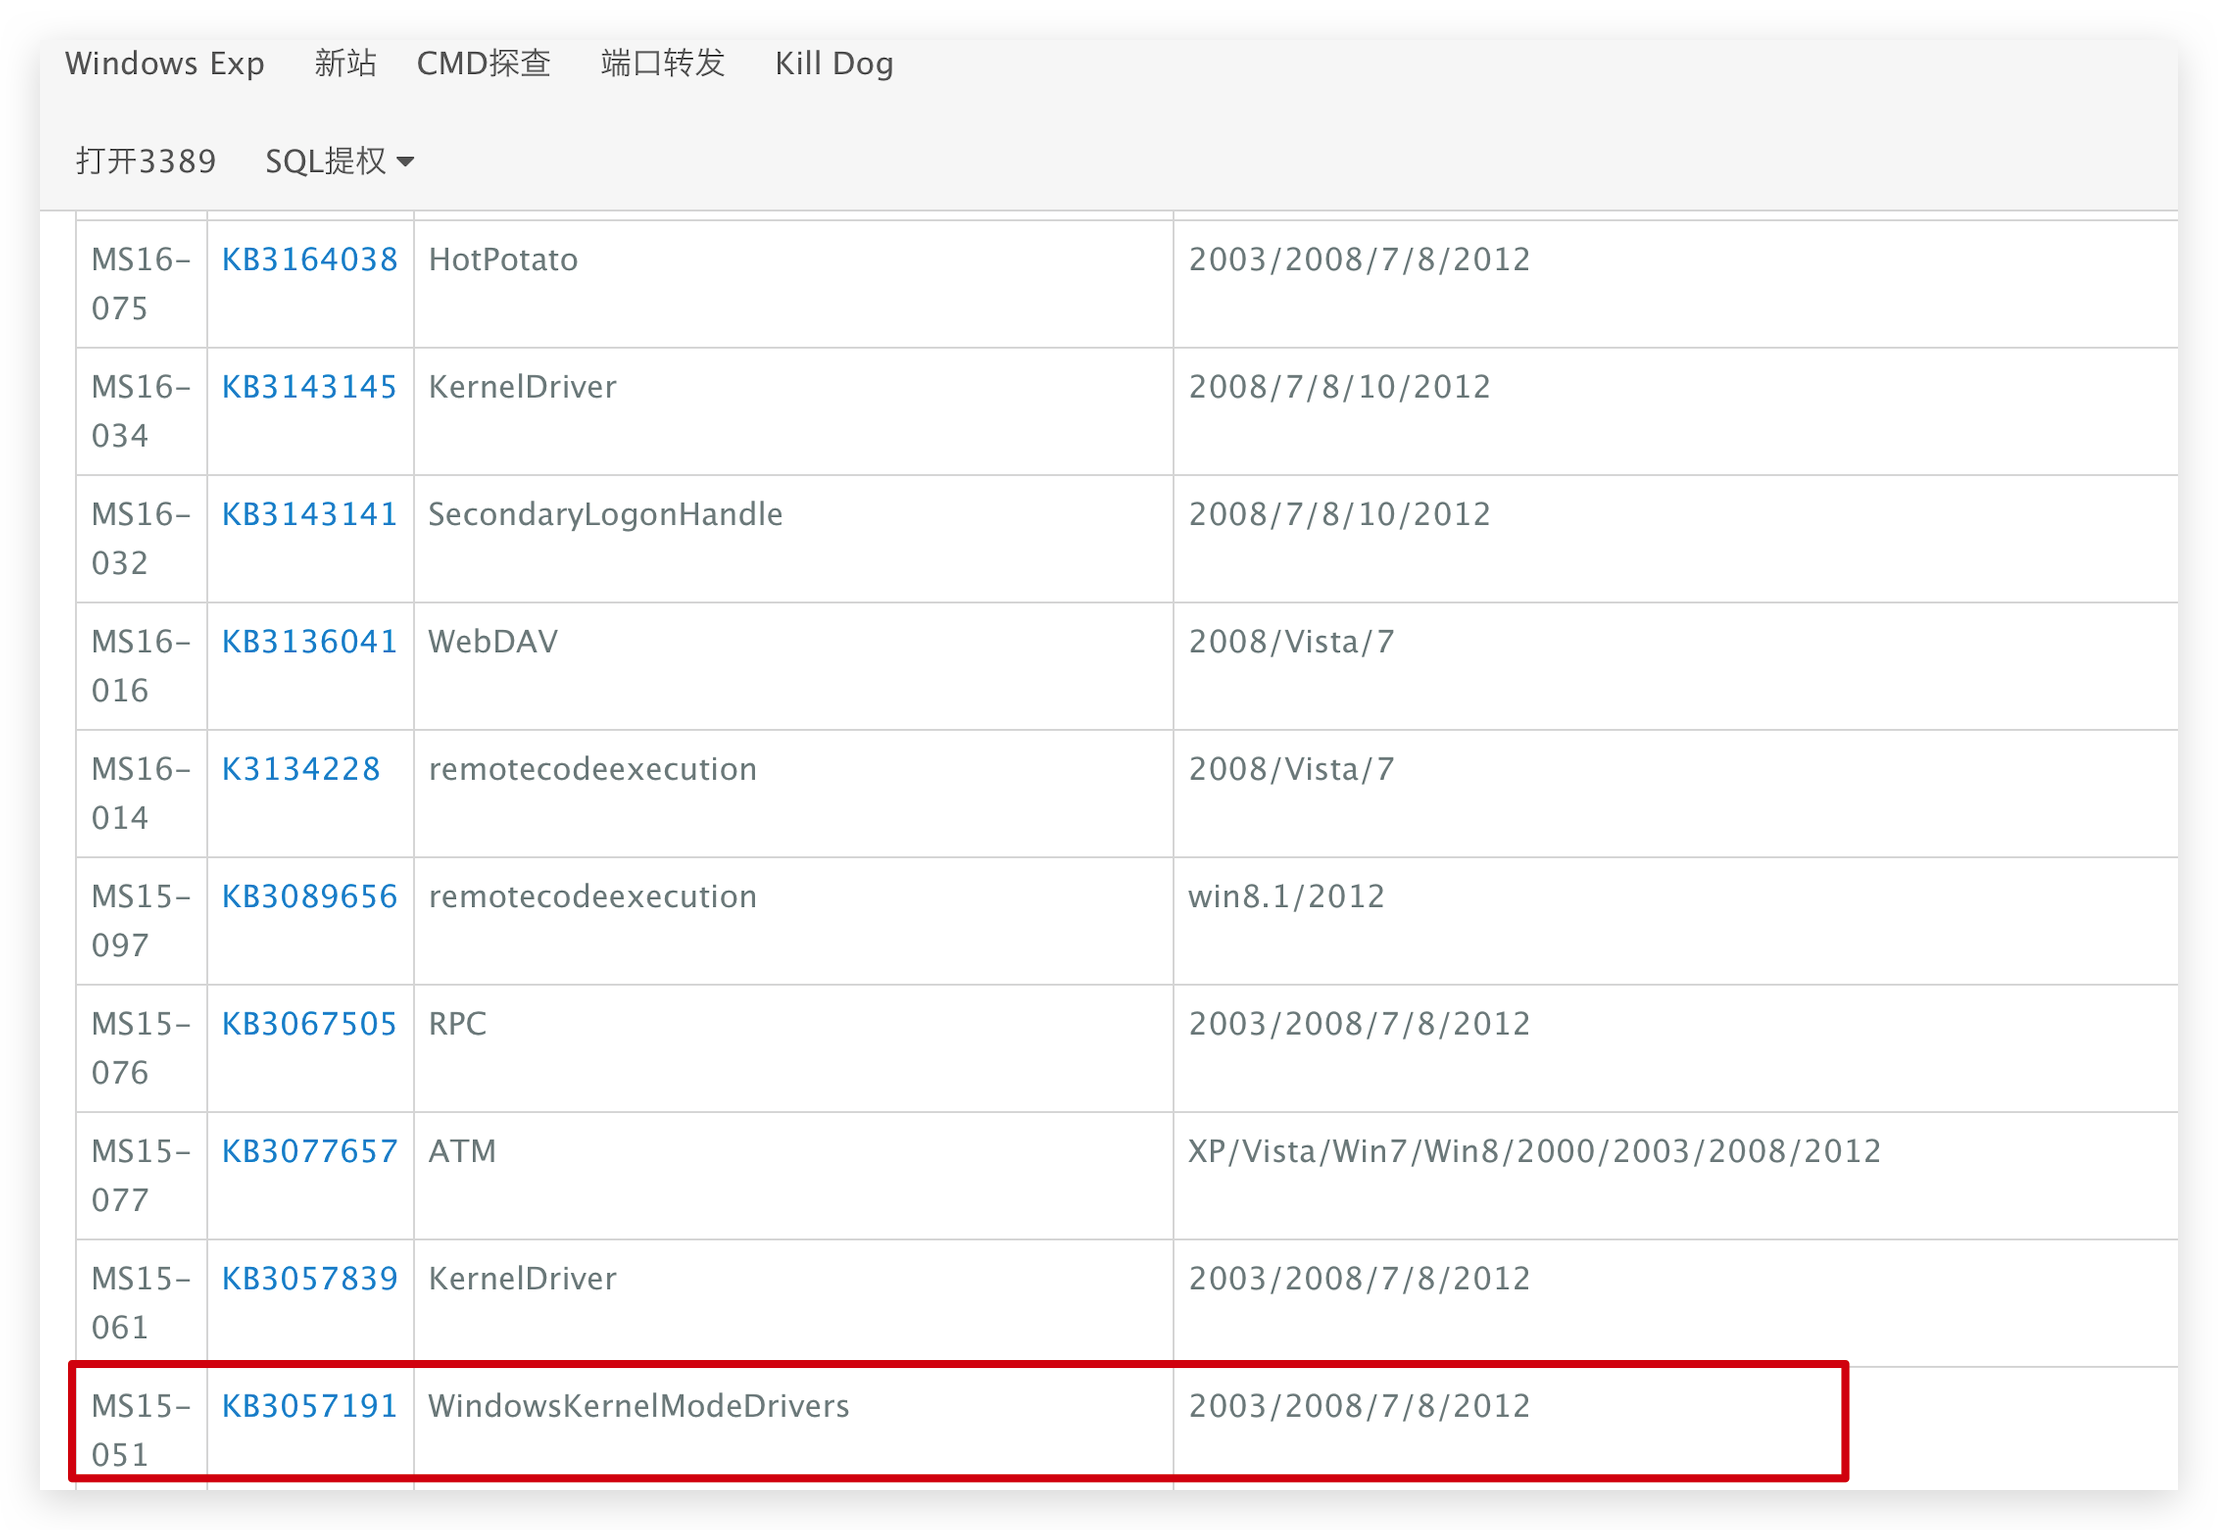 Windows Exp 新站 CMD探查 端口转发 Kill Dog
打开3389 SQL提权
MS16-075 KB3164038 HotPotato 2003/2008/7/8/2012
MS16-034 KB3143145 KernelDriver 2008/7/8/10/2012
MS16-032 KB3143141 SecondaryLogonHandle 2008/7/8/10/2012
MS16-016 KB3136041 WebDAV 2008/Vista/7
MS16-014 K3134228 remotecodeexecution 2008/Vista/7
MS15-097 KB3089656 remotecodeexecution win8.1/2012
MS15-076 KB3067505 RPC 2003/2008/7/8/2012
MS15-077 KB3077657 ATM XP/Vista/Win7/Win8/2000/2003/2008/2012
MS15-061 KB3057839 KernelDriver 2003/2008/7/8/2012
MS15-051 KB3057191 WindowsKernelModeDrivers 2003/2008/7/8/2012